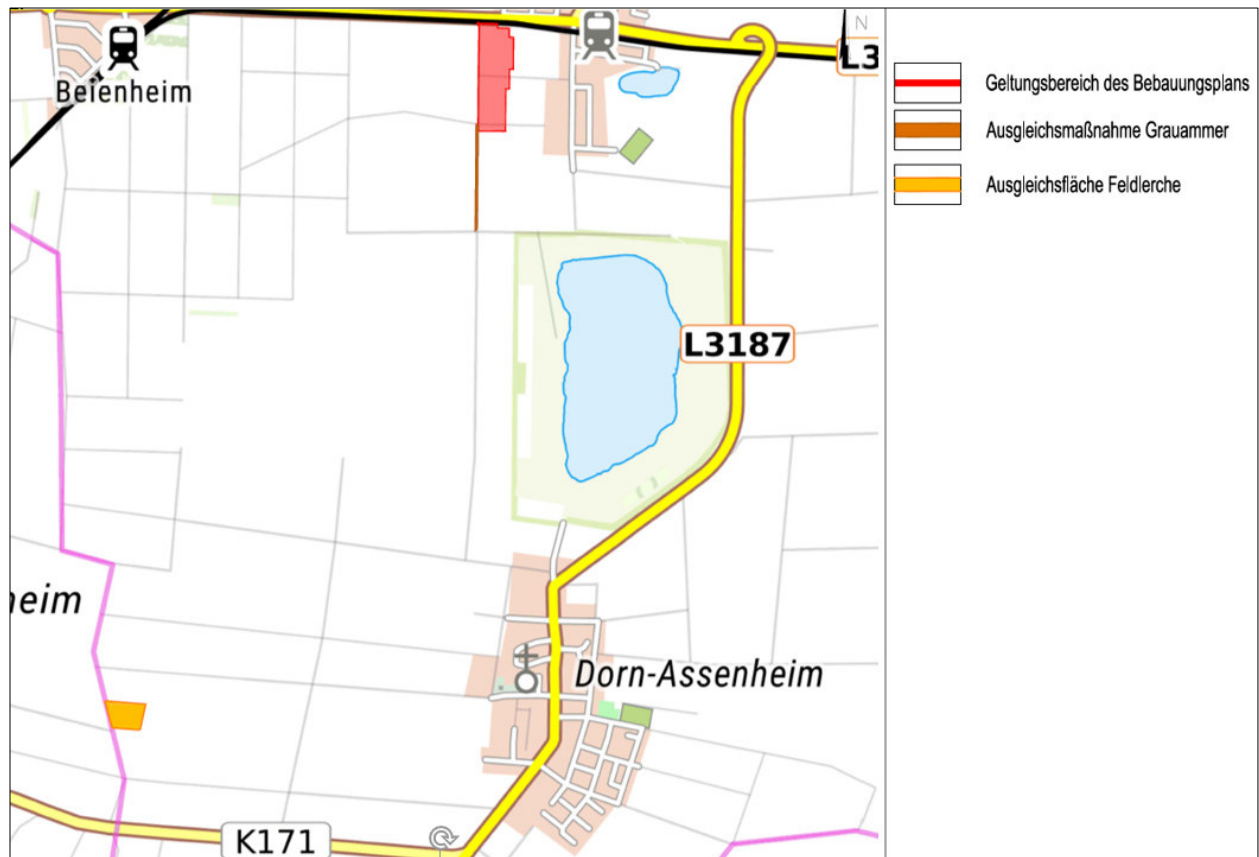 N
L3
Beienheim
L3187
heim
Dorn-Assenheim
K171
Geltungsbereich des Bebauungsplans
Ausgleichsmaßnahme Grauammer
Ausgleichsfläche Feldlerche